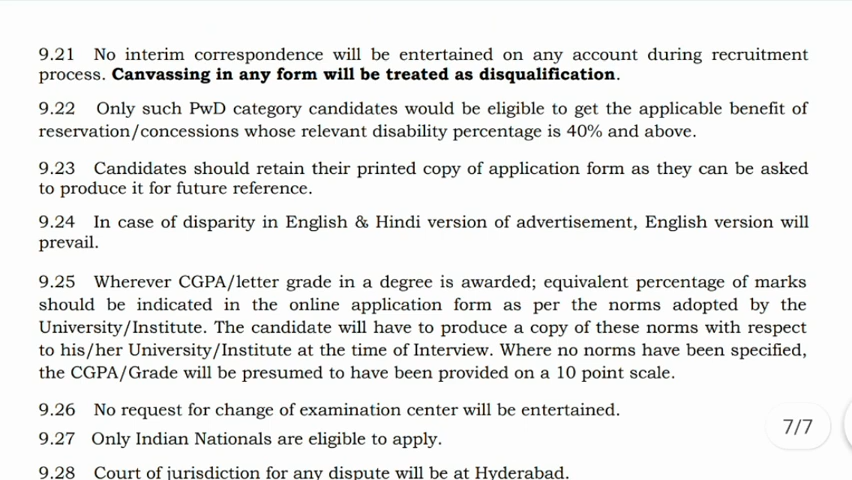 9.21 No interim correspondence will be entertained on any account during recruitment
process. Canvassing in any form will be treated as disqualification.
9.22 Only such PwD category candidates would be eligible to get the applicable benefit of
reservation/concessions whose relevant disability percentage is 40% and above.
9.23 Candidates should retain their printed copy of application form as they can be asked
to produce it for future reference.
9.24 In case of disparity in English & Hindi version of advertisement, English version will
prevail.
9.25 Wherever CGPA/letter grade in a degree is awarded; equivalent percentage of marks
should be indicated in the online application form as per the norms adopted by the
University/Institute. The candidate will have to produce a copy of these norms with respect
to his/her University/Institute at the time of Interview. Where no norms have been specified,
the CGPA/Grade will be presumed to have been provided on a 10 point scale.
9.26 No request for change of examination center will be entertained.
7/7
9.27 Only Indian Nationals are eligible to apply.
9.28 Court of jurisdiction for any dispute will be at Hyderabad.